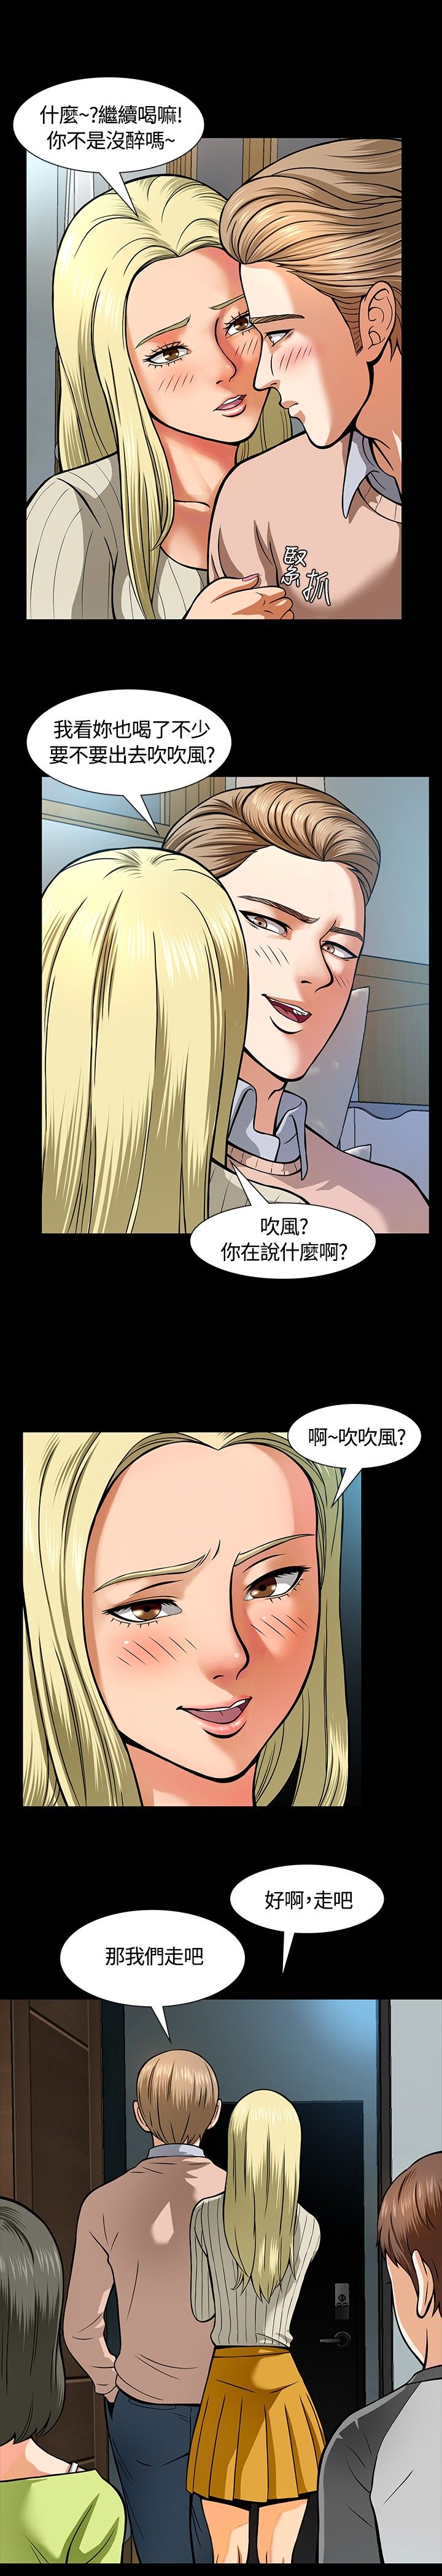 什麼~?繼續喝嘛!
你不是沒醉嗎~
緊抓
我看妳也喝了不少
要不要出去吹吹風?
吹風?
你在說什麼啊?
啊~吹吹風?
好啊,走吧
那我們走吧